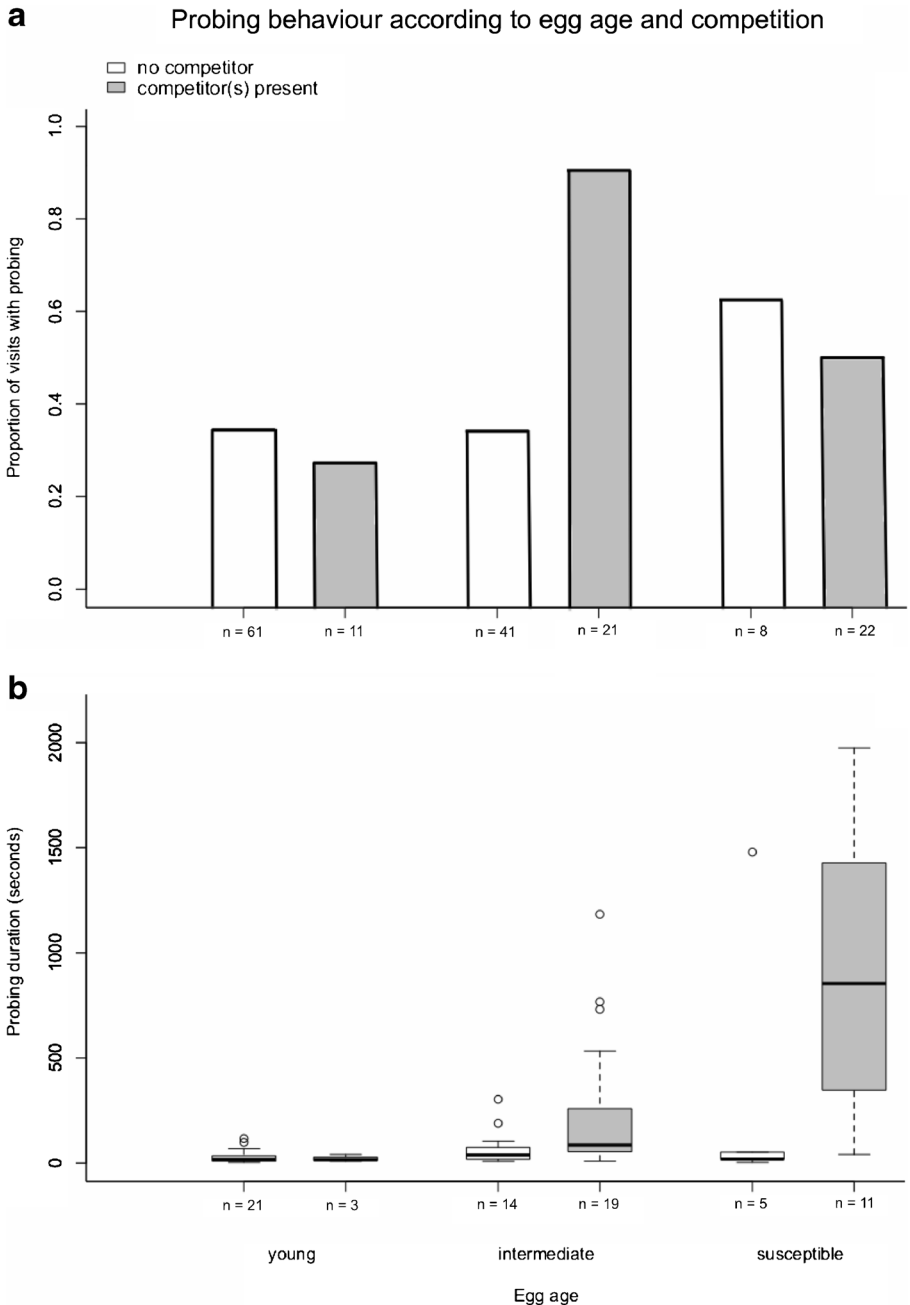 a
Probing behaviour according to egg age and competition
no competitor
competitor(s) present
Proportion of visits with probing
1.0
0.8
0.6
0.4
0.2
0.0
n = 61 n = 11 n = 41 n = 21 n = 8 n = 22
b
Probing duration (seconds)
2000
1500
1000
500
0
n = 21 n = 3 n = 14 n = 19 n = 5 n = 11
young intermediate susceptible
Egg age